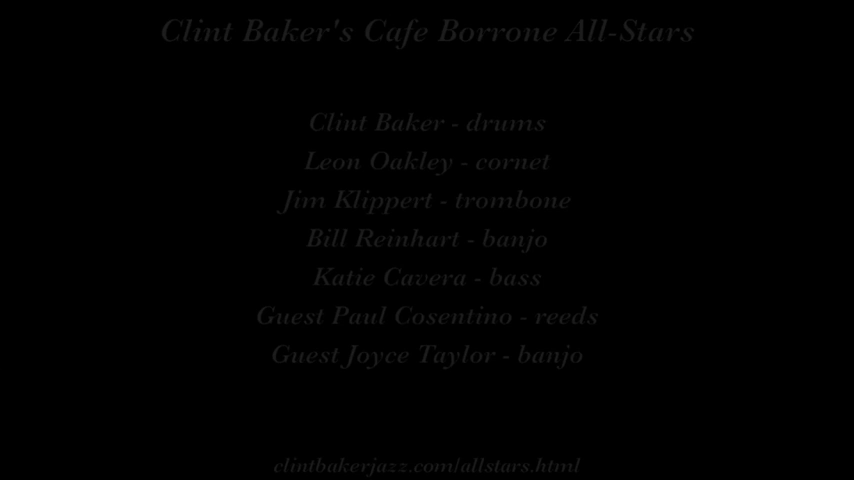 Clint Baker's Cafe Borrone All-Stars
Clint Baker - drums
Leon Oakley - cornet
Jim Klippert - trombone
Bill Reinhart - banjo
Katie Cavera - bass
Guest Paul Cosentino - reeds
Guest Joyce Taylor - banjo
clintbakerjazz.com/allstars.html